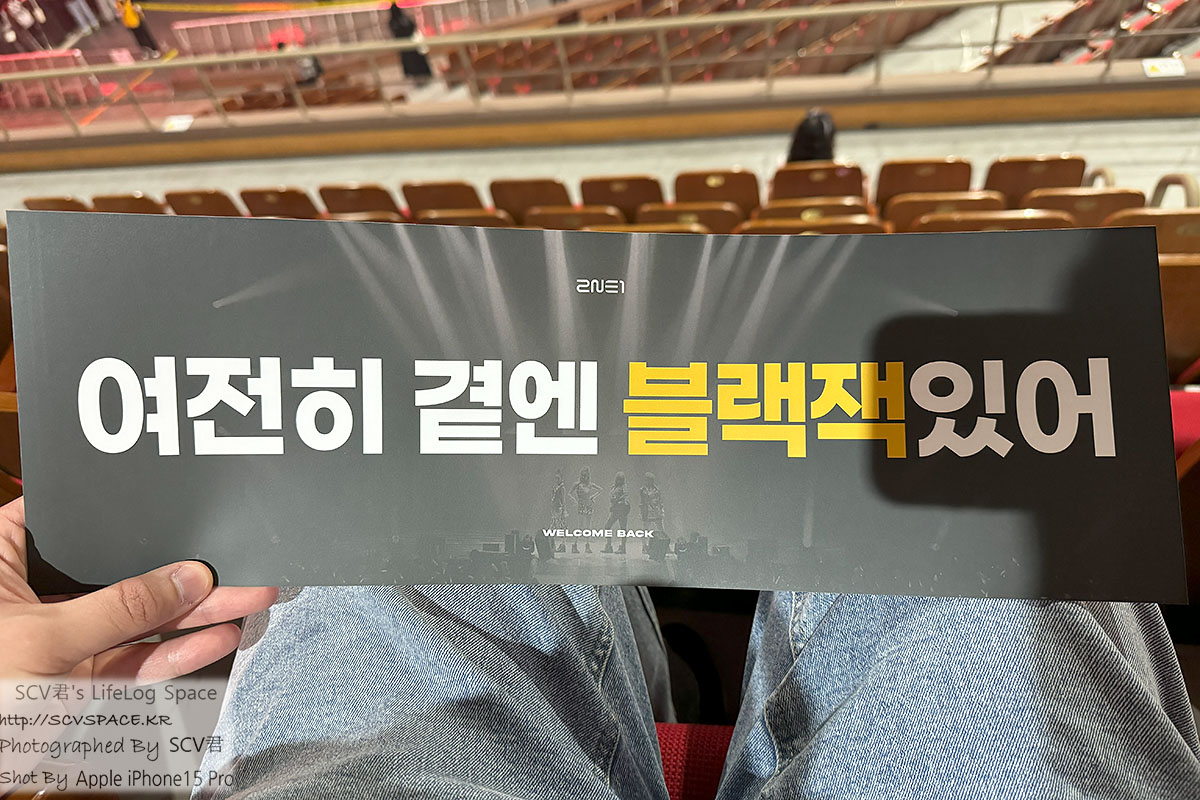 2NE1
여전히 곁엔 블랙잭있어
WELCOME BACK
SCV君's LifeLog Space
http://SCVSPACE.KR
Photographed By SCV君
Shot By Apple iPhone15 Pro